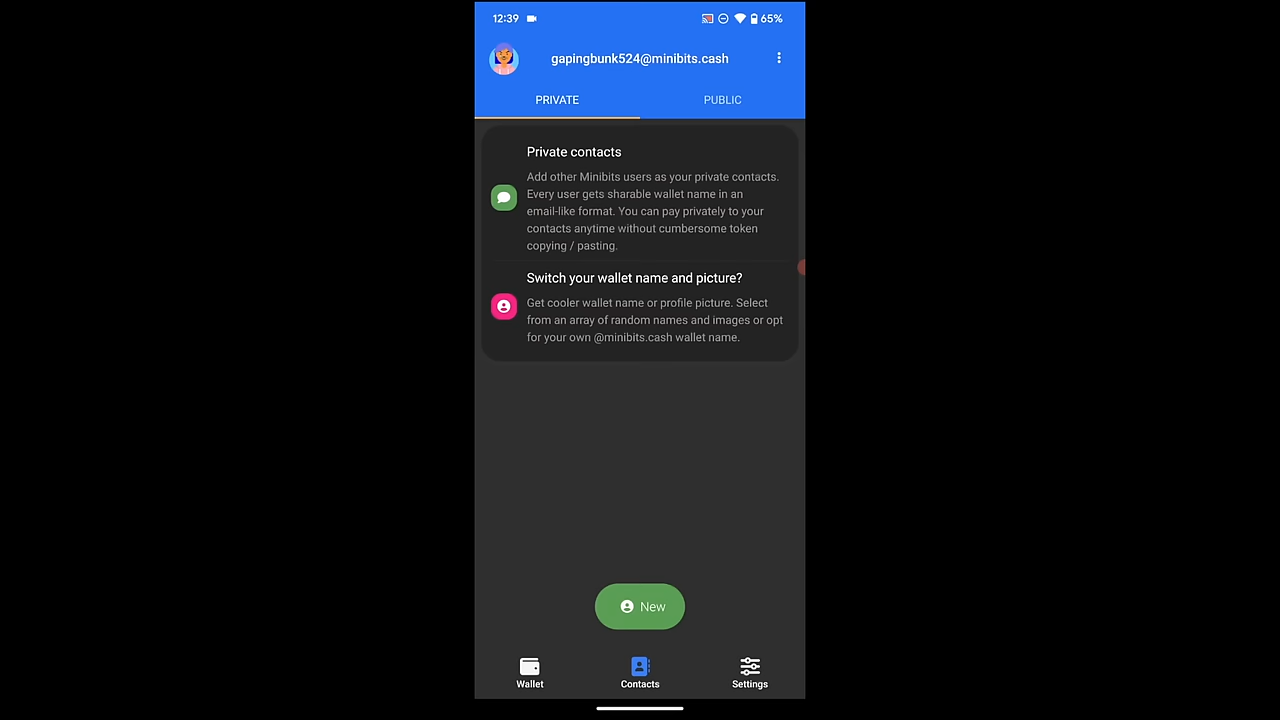 12:39
65%
gapingbunk524@minibits.cash
PRIVATE
PUBLIC
Private contacts
Add other Minibits users as your private contacts.
Every user gets sharable wallet name in an
email-like format. You can pay privately to your
contacts anytime without cumbersome token
copying / pasting.
Switch your wallet name and picture?
Get cooler wallet name or profile picture. Select
from an array of random names and images or opt
for your own @minibits.cash wallet name.
New
Wallet
Contacts
Settings